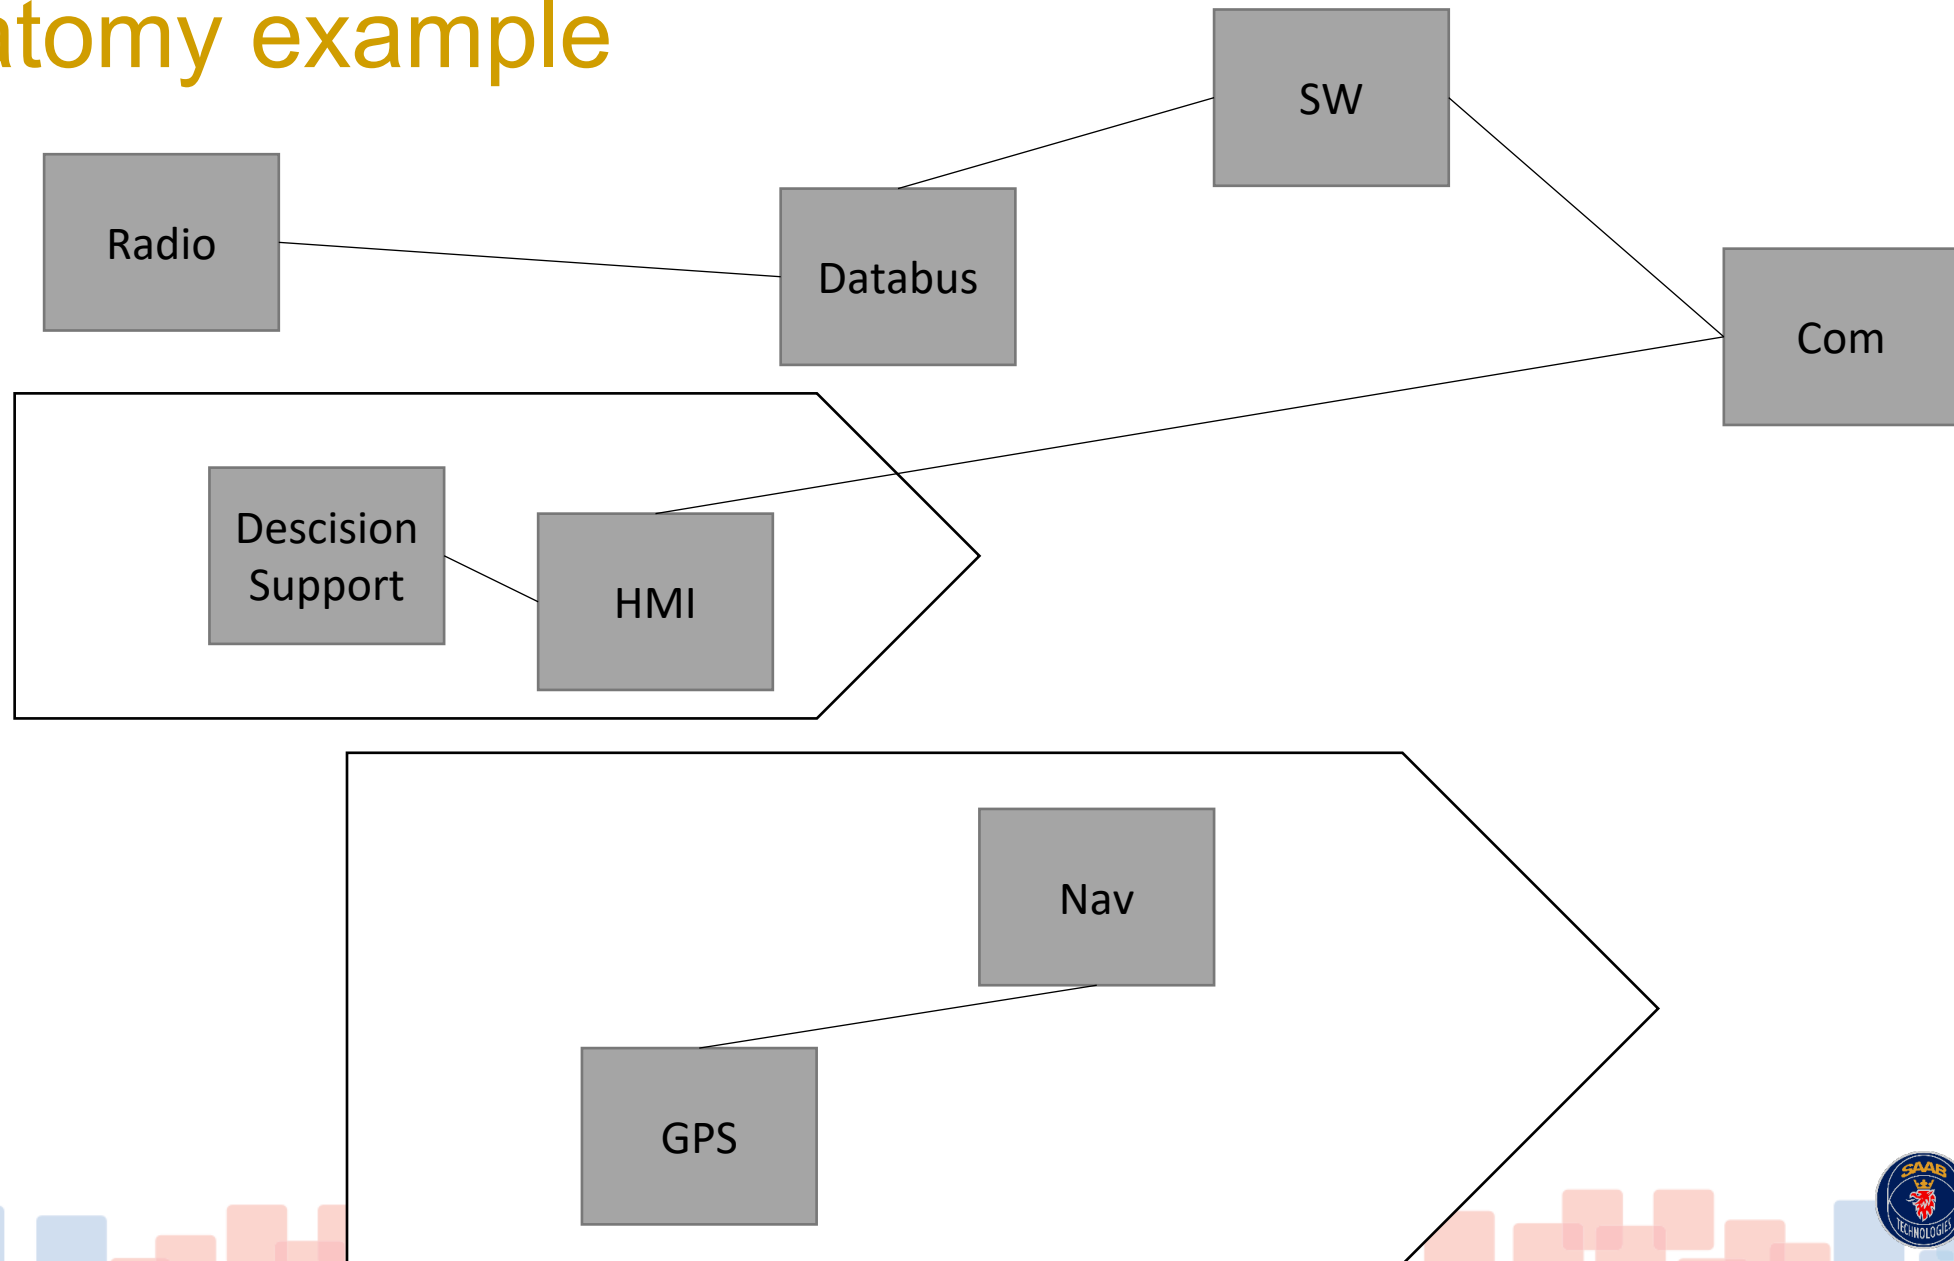 atomy example
SW
Radio
Databus
Com
Descision
Support
HMI
Nav
GPS
SAAB
TECHNOLOGIES